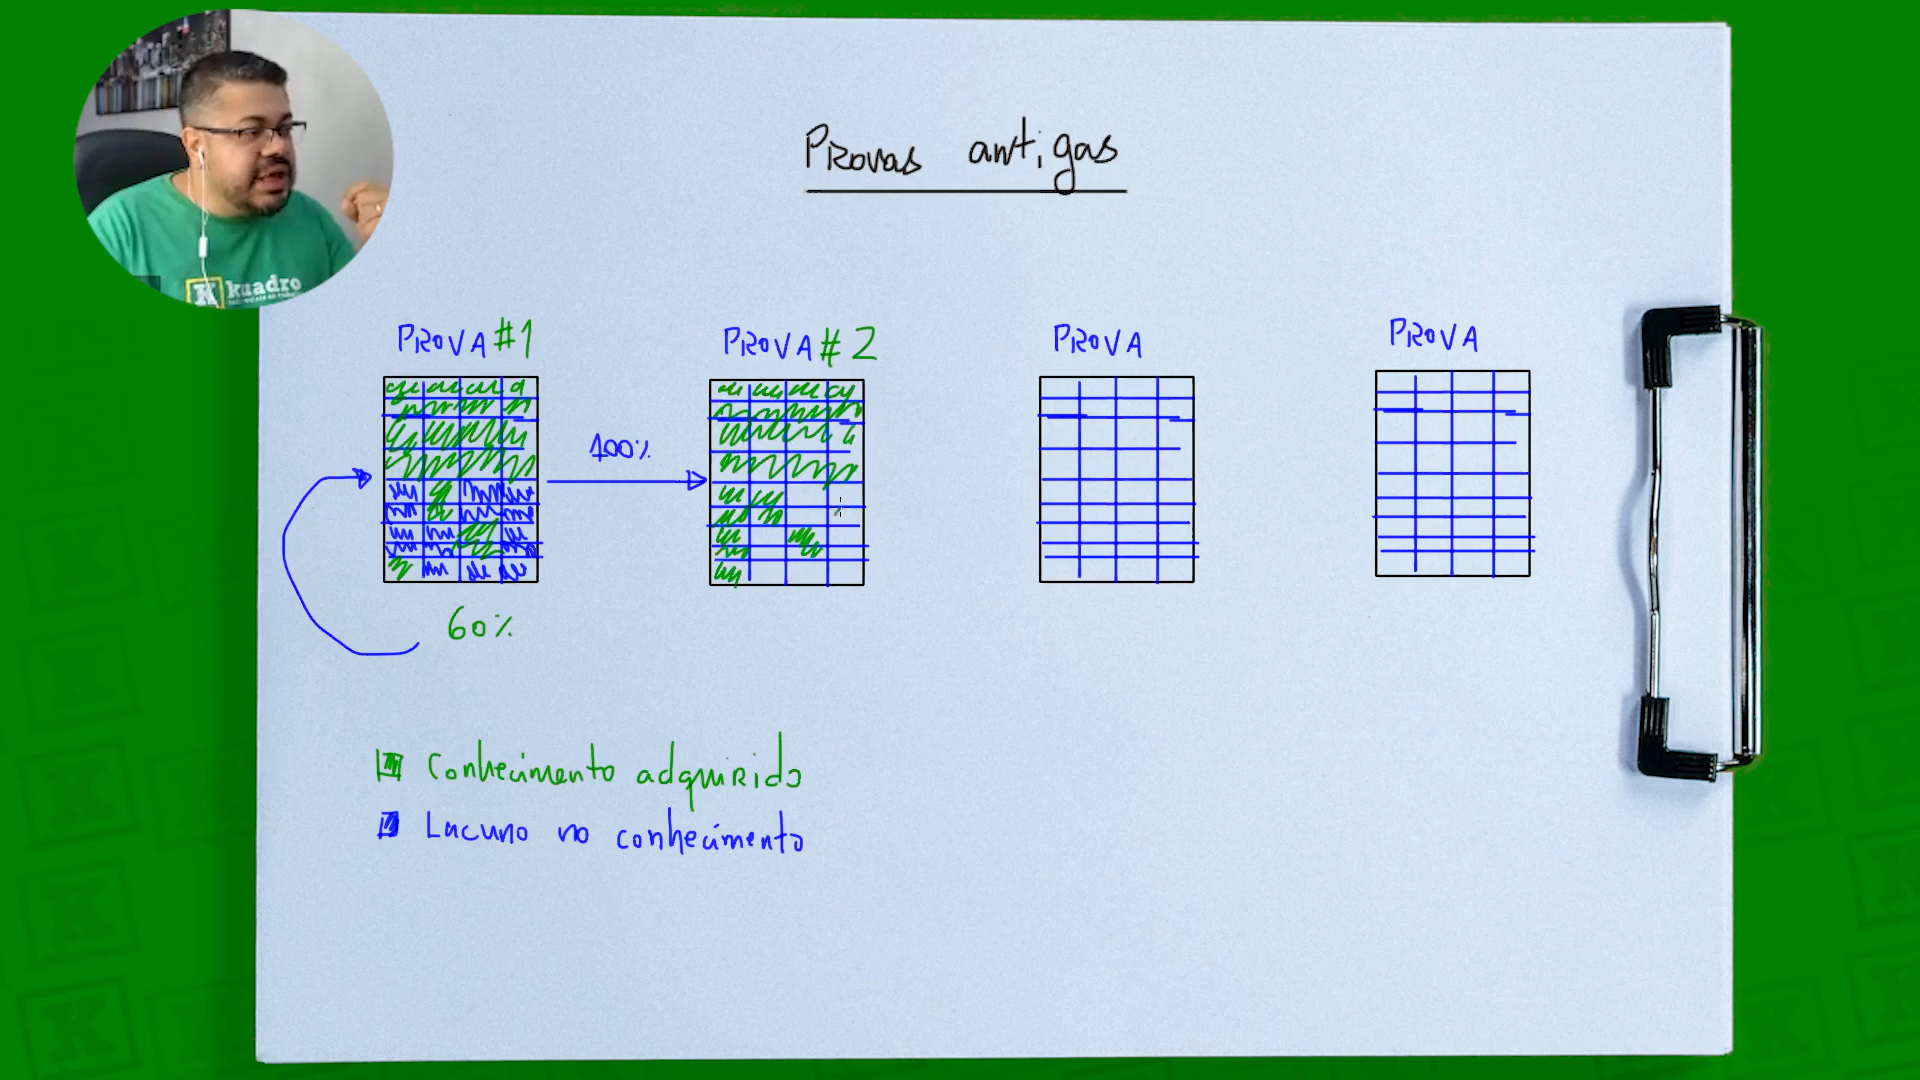 Provas antigas
K kuadro
PROVA #1
PROVA #2
PROVA
PROVA
100%
60%
Conhecimento adquirido
Lacuna no conhecimento